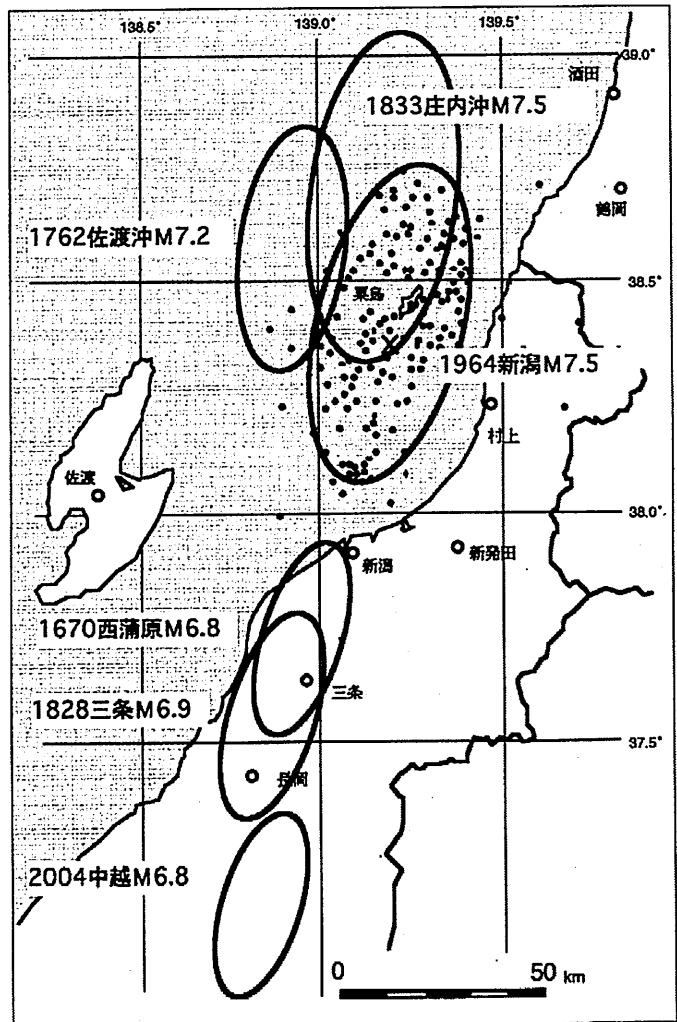 138.5°
139.0°
139.5°
39.0°
酒田
1833庄内沖M7.5
鶴岡
1762佐渡沖M7.2
38.5°
粟島
1964新潟M7.5
村上
佐渡
38.0°
新潟
新発田
1670西蒲原M6.8
三条
1828三条M6.9
37.5°
長岡
2004中越M6.8
0
50 km